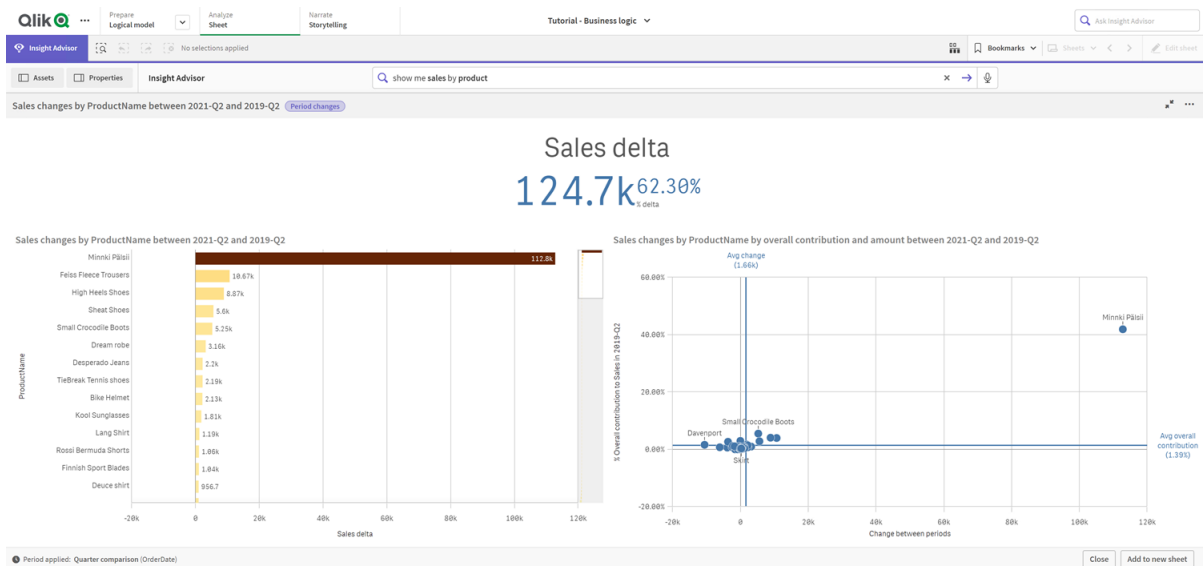 Qlik
Prepare
Logical model
Analyze
Sheet
Narrate
Storytelling
Tutorial - Business logic
Ask Insight Advisor
Insight Advisor
No selections applied
Bookmarks
Sheets
Edit sheet
Assets
Properties
Insight Advisor
show me sales by product
Sales changes by ProductName between 2021-Q2 and 2019-Q2
Period changes
Sales delta
124.7k
62.30%
% delta
Sales changes by ProductName between 2021-Q2 and 2019-Q2
ProductName
Minnki Pälsii 112.8k
Feiss Fleece Trousers 10.67k
High Heels Shoes 8.87k
Sheat Shoes 5.6k
Small Crocodile Boots 5.25k
Dream robe 3.16k
Desperado Jeans 2.2k
TieBreak Tennis shoes 2.19k
Bike Helmet 2.13k
Kool Sunglasses 1.81k
Lang Shirt 1.19k
Rossi Bermuda Shorts 1.06k
Finnish Sport Blades 1.04k
Deuce shirt 956.7
-20k 0 20k 40k 60k 80k 100k 120k
Sales delta
Sales changes by ProductName by overall contribution and amount between 2021-Q2 and 2019-Q2
Avg change
(1.66k)
% Overall contribution to Sales in 2019-Q2
60.00%
40.00%
20.00%
0.00%
-20.00%
Minnki Pälsii
Small Crocodile Boots
Davenport
Skirt
Avg overall
contribution
(1.39%)
-20k 0 20k 40k 60k 80k 100k 120k
Change between periods
Period applied: Quarter comparison (OrderDate)
Close
Add to new sheet